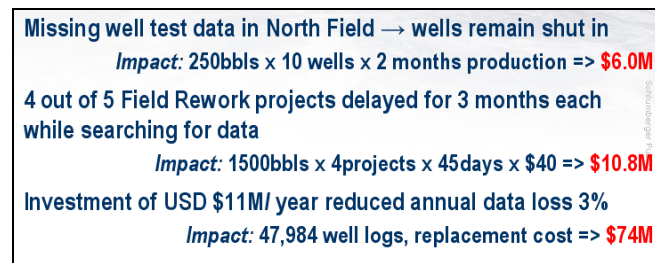 Missing well test data in North Field → wells remain shut in
Impact: 250bbls x 10 wells x 2 months production => $6.0M
4 out of 5 Field Rework projects delayed for 3 months each
while searching for data
Impact: 1500bbls x 4projects x 45days x $40 => $10.8M
Investment of USD $11M/ year reduced annual data loss 3%
Impact: 47,984 well logs, replacement cost => $74M
Schlumberger Pu